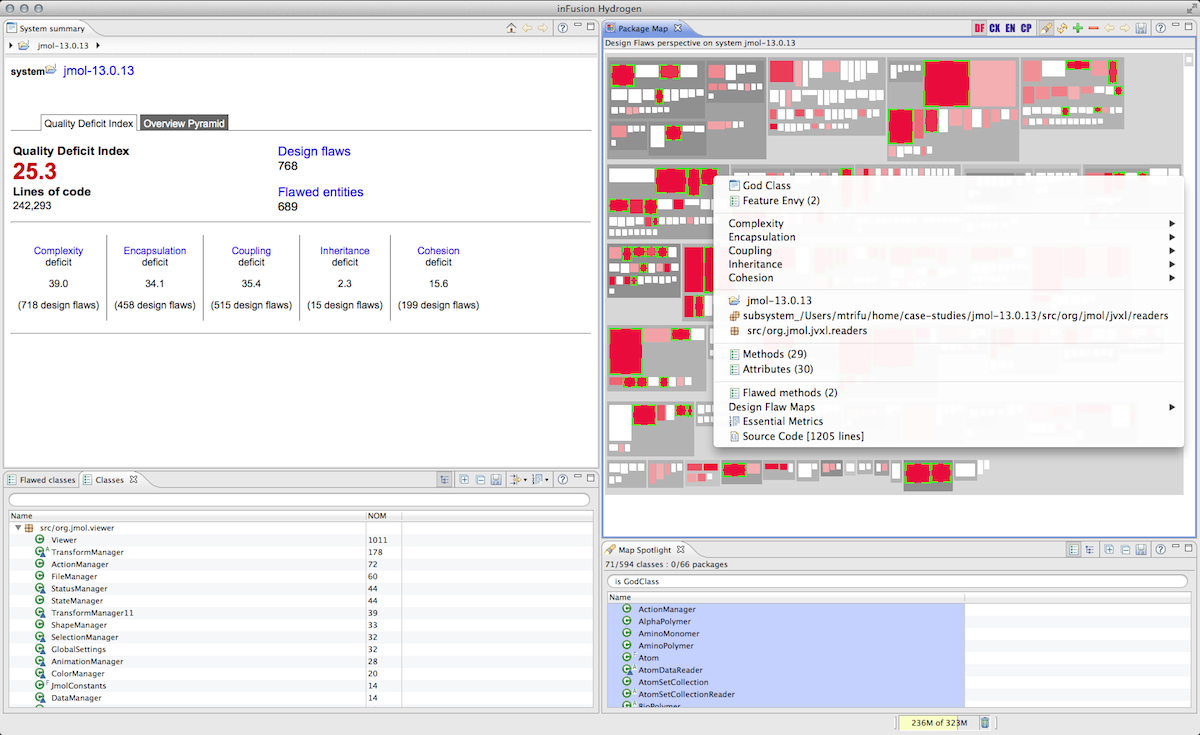 inFusion Hydrogen
System summary
jmol-13.0.13
system jmol-13.0.13
Quality Deficit Index
Overview Pyramid
Quality Deficit Index
25.3
Lines of code
242,293
Design flaws
768
Flawed entities
689
Complexity
deficit
39.0
(718 design flaws)
Encapsulation
deficit
34.1
(458 design flaws)
Coupling
deficit
35.4
(515 design flaws)
Inheritance
deficit
2.3
(15 design flaws)
Cohesion
deficit
15.6
(199 design flaws)
Package Map
DF CX EN CP
Design Flaws perspective on system jmol-13.0.13
God Class
Feature Envy (2)
Complexity
Encapsulation
Coupling
Inheritance
Cohesion
jmol-13.0.13
subsystem_/Users/mtrifu/home/case-studies/jmol-13.0.13/src/org/jmol/jvxl/readers
src/org.jmol.jvxl.readers
Methods (29)
Attributes (30)
Flawed methods (2)
Design Flaw Maps
Essential Metrics
Source Code [1205 lines]
Flawed classes
Classes
Name NOM
src/org.jmol.viewer
Viewer 1011
TransformManager 178
ActionManager 72
FileManager 60
StatusManager 44
StateManager 44
TransformManager11 39
ShapeManager 33
SelectionManager 32
GlobalSettings 32
AnimationManager 28
ColorManager 20
JmolConstants 14
DataManager 14
Map Spotlight
71/594 classes : 0/66 packages
is GodClass
Name
ActionManager
AlphaPolymer
AminoMonomer
AminoPolymer
Atom
AtomDataReader
AtomSetCollection
AtomSetCollectionReader
BioPolymer
236M of 323M